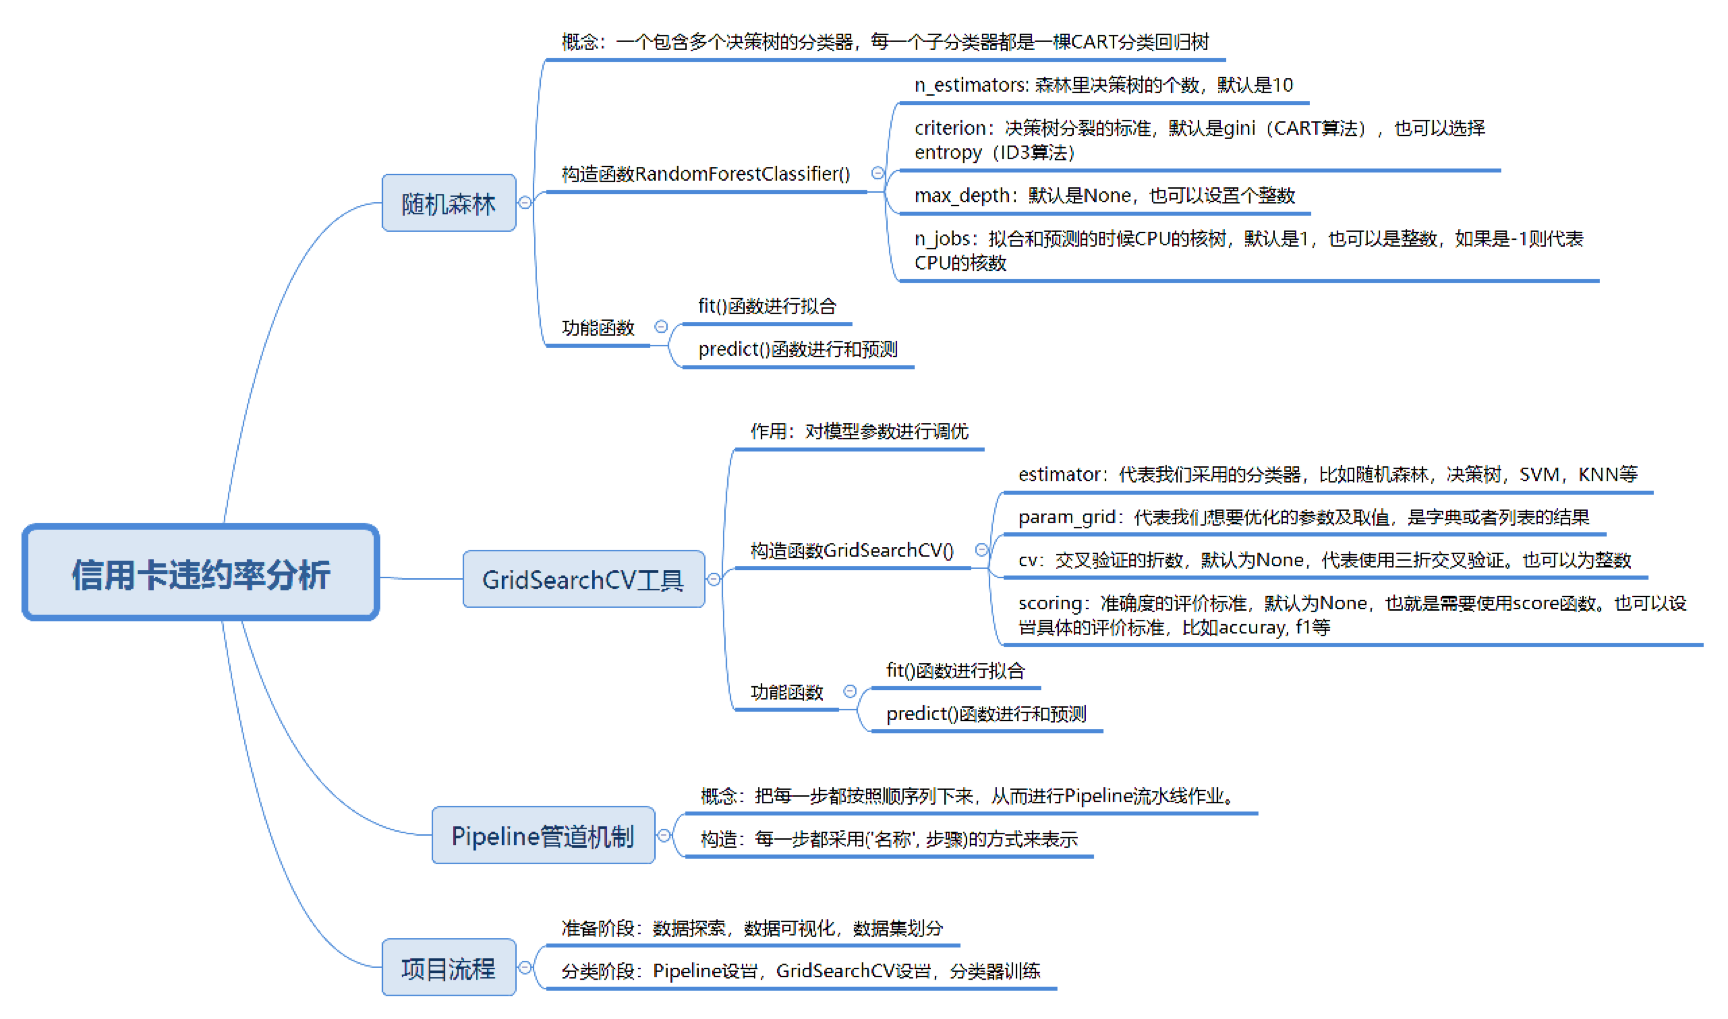 概念：一个包含多个决策树的分类器，每一个子分类器都是一棵CART分类回归树
n_estimators: 森林里决策树的个数，默认是10
criterion：决策树分裂的标准，默认是gini（CART算法），也可以选择
entropy（ID3算法）
构造函数RandomForestClassifier()
max_depth：默认是None，也可以设置个整数
随机森林
n_jobs：拟合和预测的时候CPU的核树，默认是1，也可以是整数，如果是-1则代表
CPU的核数
fit()函数进行拟合
功能函数
predict()函数进行和预测
作用：对模型参数进行调优
estimator：代表我们采用的分类器，比如随机森林，决策树，SVM，KNN等
param_grid：代表我们想要优化的参数及取值，是字典或者列表的结果
构造函数GridSearchCV()
cv：交叉验证的折数，默认为None，代表使用三折交叉验证。也可以为整数
信用卡违约率分析
GridSearchCV工具
scoring：准确度的评价标准，默认为None，也就是需要使用score函数。也可以设
置具体的评价标准，比如accuray, f1等
fit()函数进行拟合
功能函数
predict()函数进行和预测
概念：把每一步都按照顺序列下来，从而进行Pipeline流水线作业。
Pipeline管道机制
构造：每一步都采用('名称', 步骤)的方式来表示
准备阶段：数据探索，数据可视化，数据集划分
项目流程
分类阶段：Pipeline设置，GridSearchCV设置，分类器训练